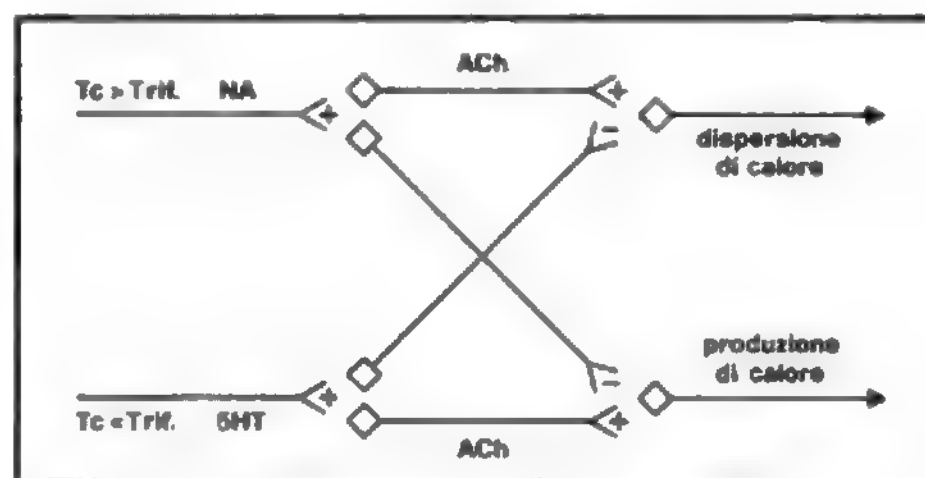 ACh
Tc > Trif. NA
+
+
-
dispersione
di calore
produzione
di calore
+
-
+
Tc < Trif. 5HT
ACh